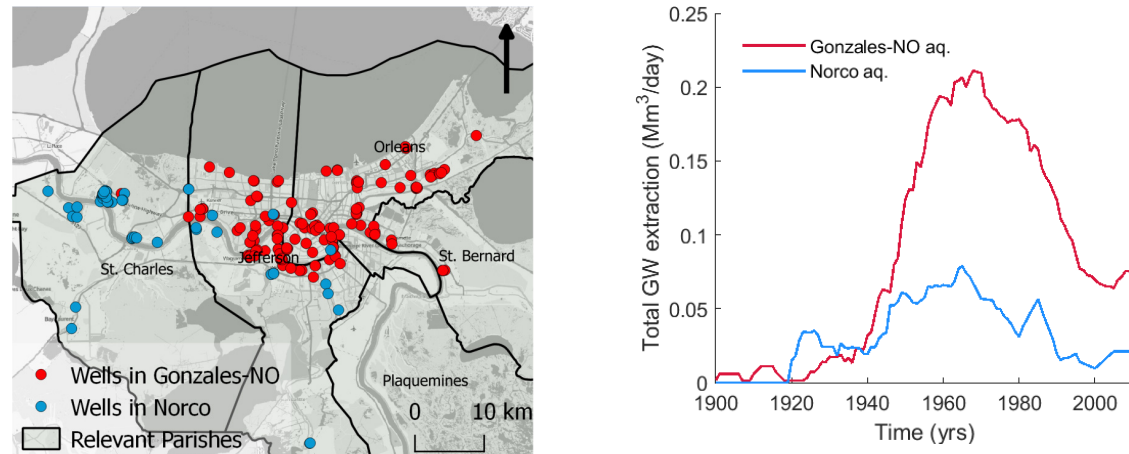 Orleans
St. Bernard
Jefferson
St. Charles
Plaquemines
Wells in Gonzales-NO
Wells in Norco
Relevant Parishes
0 10 km
Total GW extraction (Mm³/day)
0.25
0.2
0.15
0.1
0.05
0
Gonzales-NO aq.
Norco aq.
1900 1920 1940 1960 1980 2000
Time (yrs)